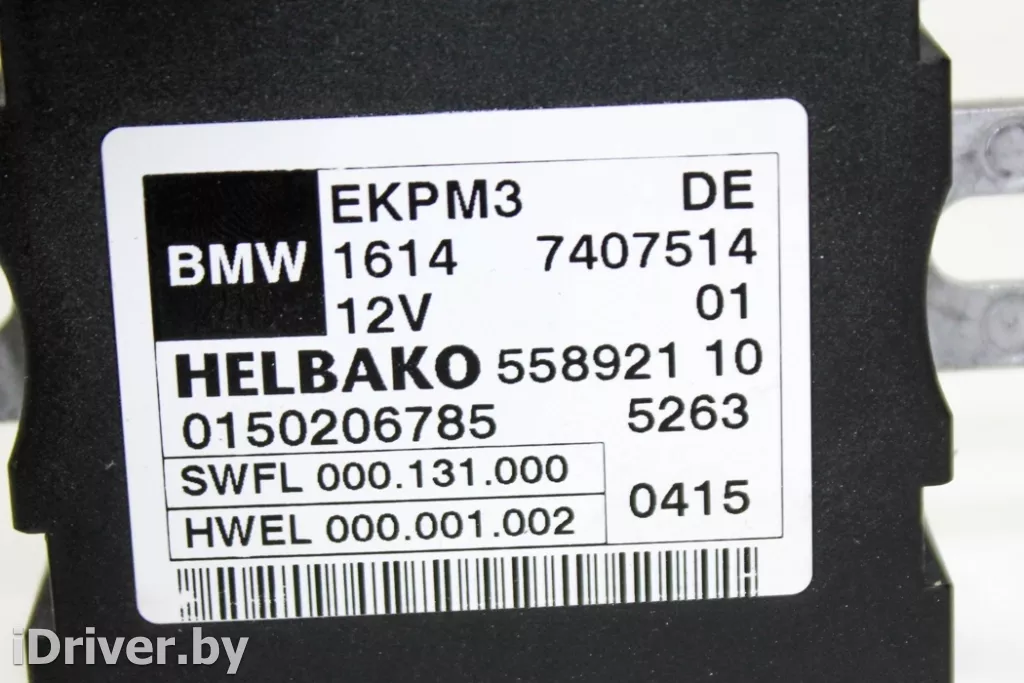 BMW EKPM3 DE
1614 7407514
12V 01
HELBAKO 558921 10
0150206785 5263
SWFL 000.131.000
HWEL 000.001.002 0415
iDriver.by